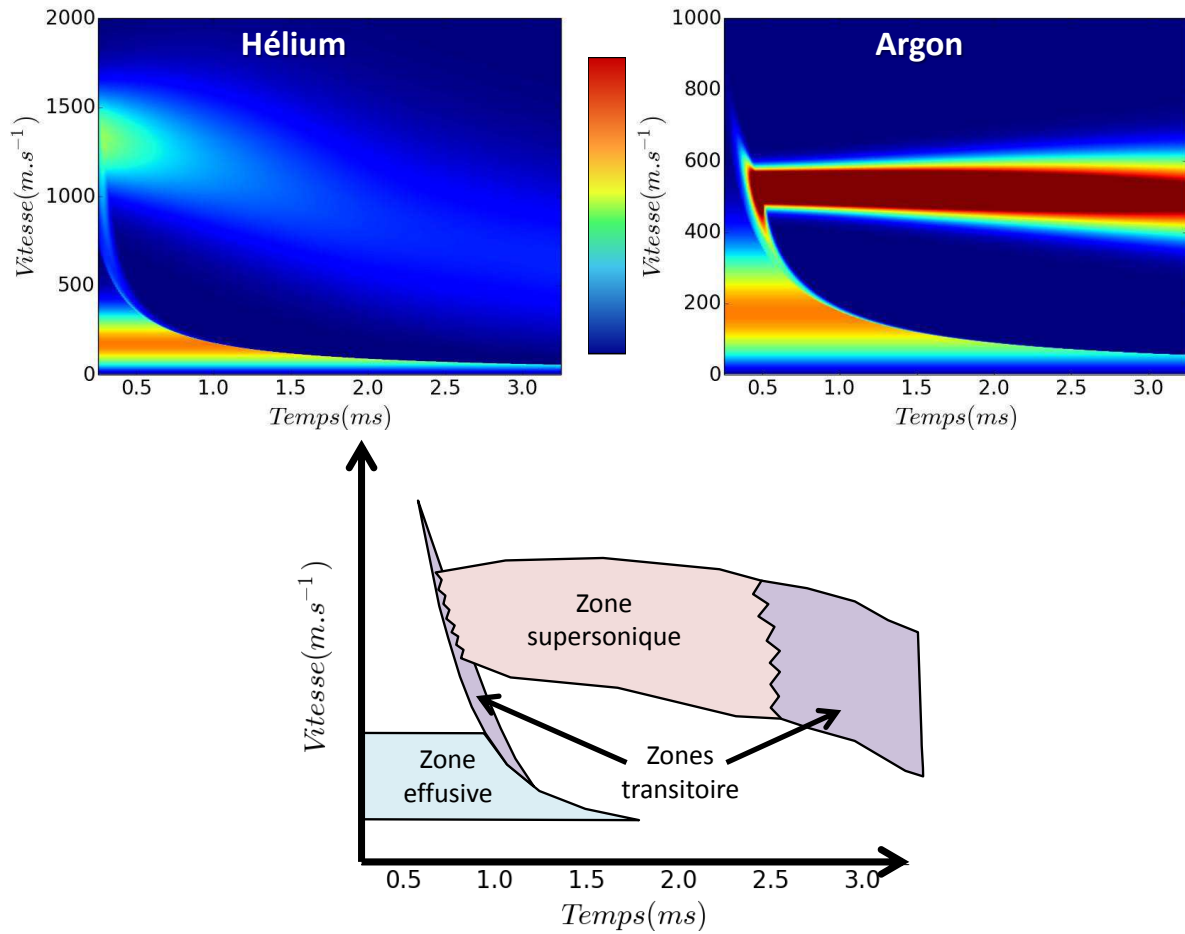 Hélium
2000
1500
1000
500
0
Vitesse(m.s⁻¹)
0.5 1.0 1.5 2.0 2.5 3.0
Temps(ms)
Argon
1000
800
600
400
200
0
Vitesse(m.s⁻¹)
0.5 1.0 1.5 2.0 2.5 3.0
Temps(ms)
Vitesse(m.s⁻¹)
Zone
supersonique
Zone
effusive
Zones
transitoire
0.5 1.0 1.5 2.0 2.5 3.0
Temps(ms)